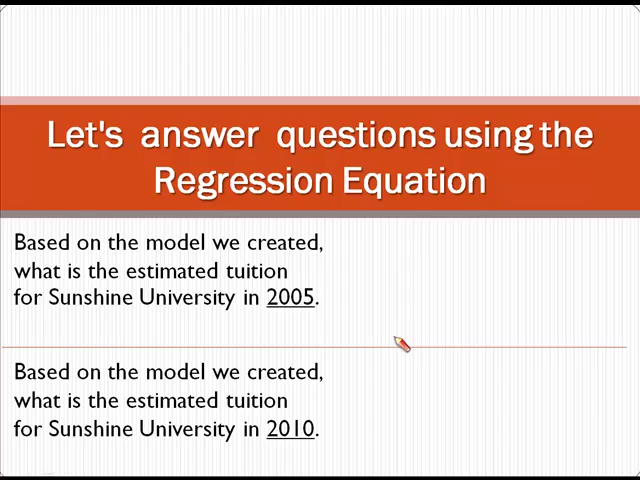 Let's answer questions using the
Regression Equation
Based on the model we created,
what is the estimated tuition
for Sunshine University in 2005.
Based on the model we created,
what is the estimated tuition
for Sunshine University in 2010.